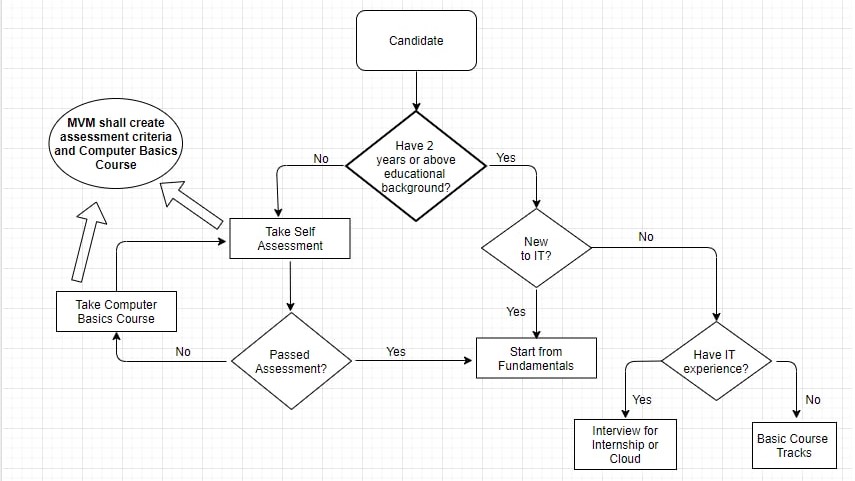 Candidate
MVM shall create
assessment criteria
and Computer Basics
Course
Have 2
years or above
educational
background?
No
Yes
Take Self
Assessment
New
to IT?
No
Take Computer
Basics Course
Yes
No
Passed
Assessment?
Yes
Start from
Fundamentals
Have IT
experience?
Yes
No
Interview for
Internship or
Cloud
Basic Course
Tracks